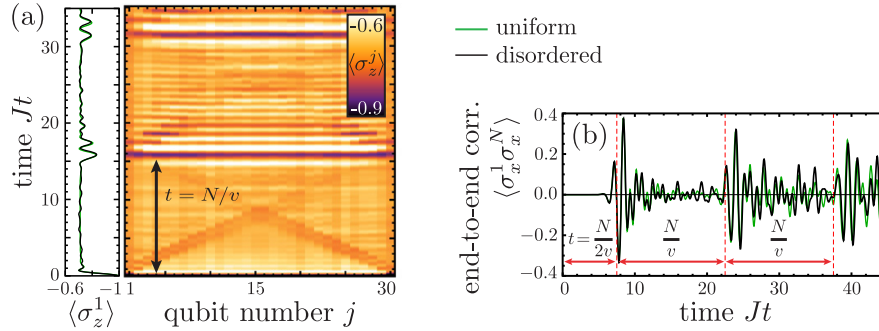 (a)
30
20
10
0
time Jt
-0.6 -1
⟨σ_z^1⟩
-0.6
⟨σ_z^j⟩
-0.9
t = N/v
1 15 30
qubit number j
uniform
disordered
(b)
end-to-end corr.
⟨σ_x^1 σ_x^N⟩
0.4
0.2
0.0
-0.2
-0.4
t = N/2v
N/v
N/v
0 10 20 30 40
time Jt